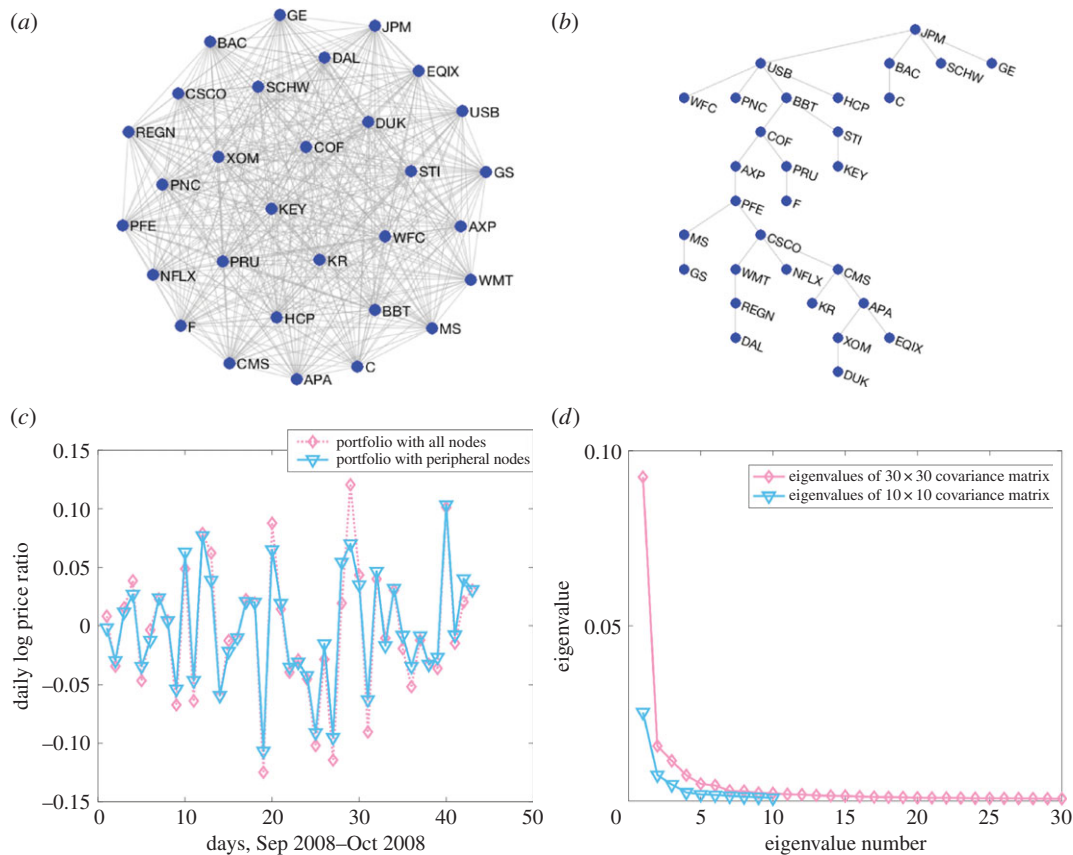 (a)
GE
JPM
BAC
DAL
EQIX
SCHW
CSCO
USB
DUK
REGN
COF
XOM
STI
GS
PNC
KEY
PFE
AXP
WFC
PRU
KR
NFLX
WMT
BBT
HCP
F
MS
CMS
C
APA
(b)
JPM
USB
BAC
SCHW
GE
WFC
PNC
BBT
HCP
C
COF
STI
AXP
PRU
KEY
PFE
F
MS
CSCO
GS
WMT
NFLX
CMS
REGN
KR
APA
DAL
XOM
EQIX
DUK
(c)
0.15
0.10
0.05
0
–0.05
–0.10
–0.15
daily log price ratio
portfolio with all nodes
portfolio with peripheral nodes
0 10 20 30 40 50
days, Sep 2008–Oct 2008
(d)
0.10
0.05
0
eigenvalue
eigenvalues of 30 × 30 covariance matrix
eigenvalues of 10 × 10 covariance matrix
5 10 15 20 25 30
eigenvalue number